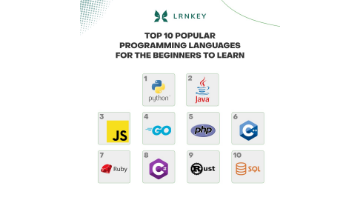 LRNKEY
TOP 10 POPULAR
PROGRAMMING LANGUAGES
FOR THE BEGINNERS TO LEARN
1
python
2
Java
3
JS
4
GO
5
php
6
C++
7
Ruby
8
C#
9
Rust
10
SQL